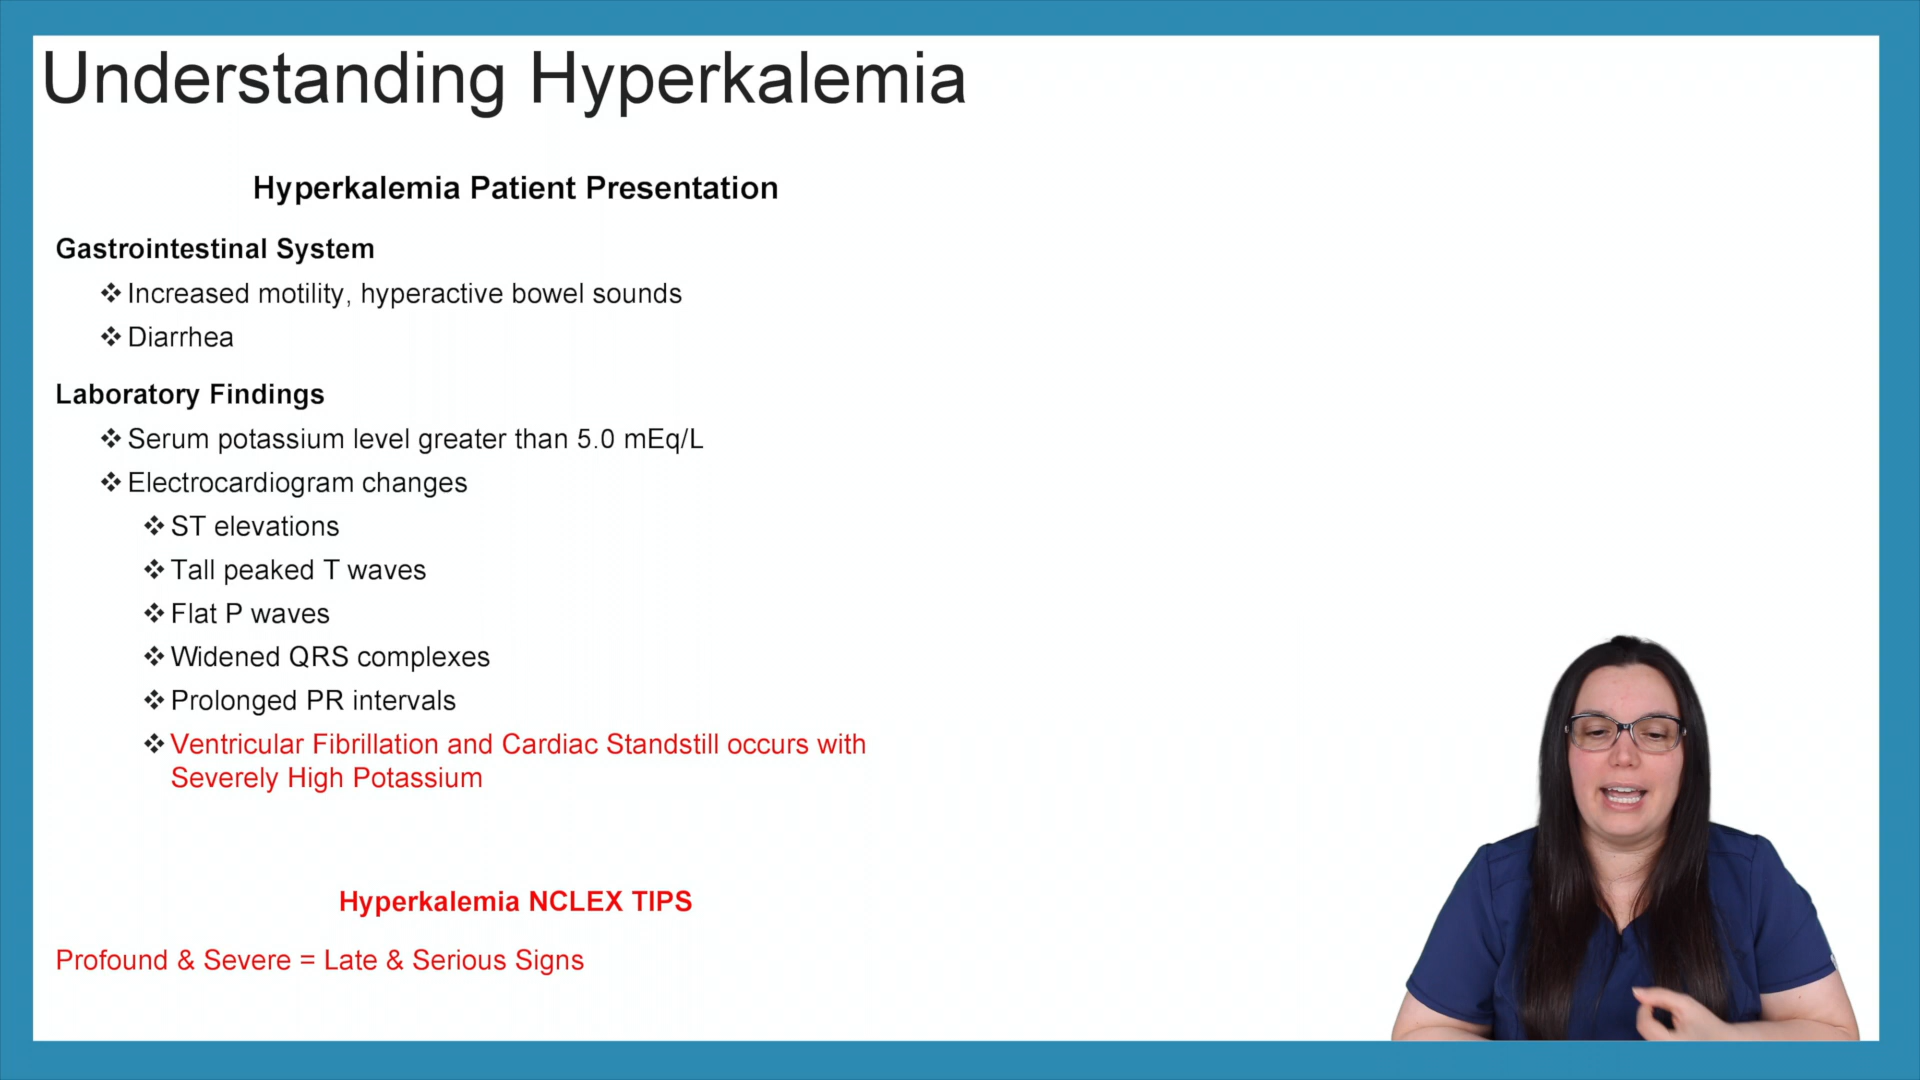 Understanding Hyperkalemia
Hyperkalemia Patient Presentation
Gastrointestinal System
❖ Increased motility, hyperactive bowel sounds
❖ Diarrhea
Laboratory Findings
❖ Serum potassium level greater than 5.0 mEq/L
❖ Electrocardiogram changes
❖ ST elevations
❖ Tall peaked T waves
❖ Flat P waves
❖ Widened QRS complexes
❖ Prolonged PR intervals
❖ Ventricular Fibrillation and Cardiac Standstill occurs with
Severely High Potassium
Hyperkalemia NCLEX TIPS
Profound & Severe = Late & Serious Signs